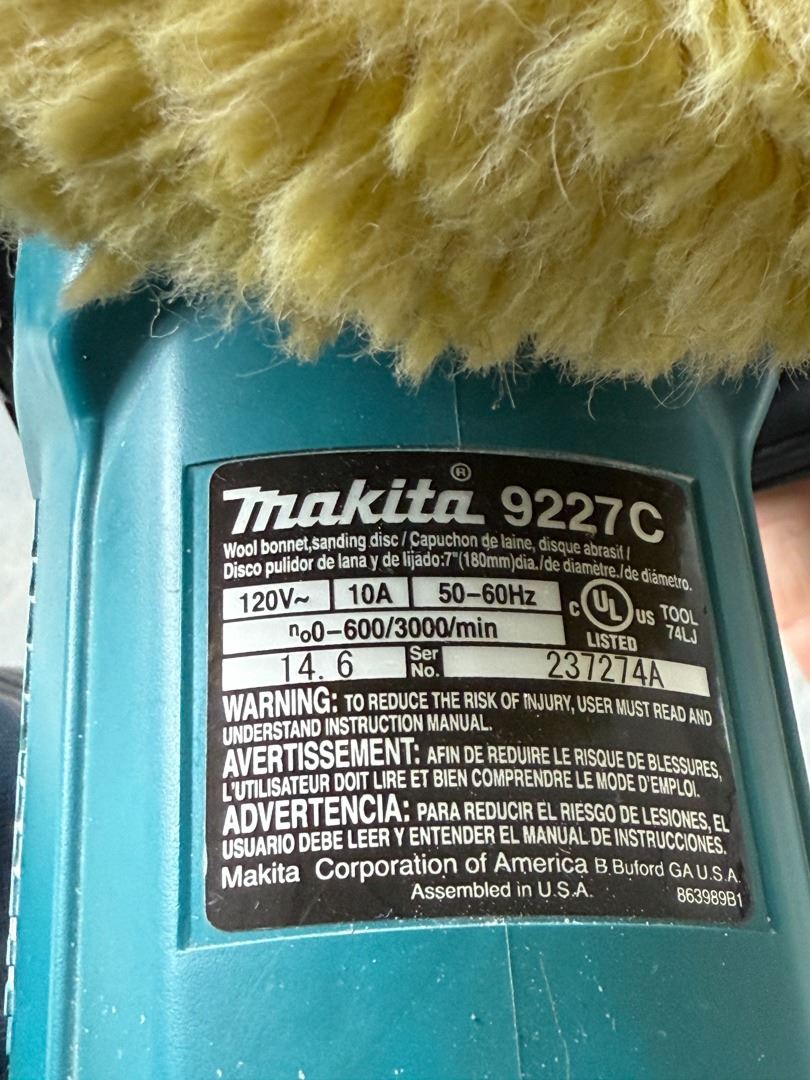 makita® 9227C
Wool bonnet,sanding disc / Capuchon de laine, disque abrasif /
Disco pulidor de lana y de lijado:7"(180mm)dia./de diamètre./de diámetro.
120V~ 10A 50-60Hz
C UL US TOOL
LISTED 74LJ
n₀0-600/3000/min
14. 6 Ser No. 237274A
WARNING: TO REDUCE THE RISK OF INJURY, USER MUST READ AND
UNDERSTAND INSTRUCTION MANUAL.
AVERTISSEMENT: AFIN DE REDUIRE LE RISQUE DE BLESSURES,
L'UTILISATEUR DOIT LIRE ET BIEN COMPRENDRE LE MODE D'EMPLOI.
ADVERTENCIA: PARA REDUCIR EL RIESGO DE LESIONES, EL
USUARIO DEBE LEER Y ENTENDER EL MANUAL DE INSTRUCCIONES.
Makita Corporation of America B Buford GA U.S.A.
Assembled in U.S.A. 863989B1